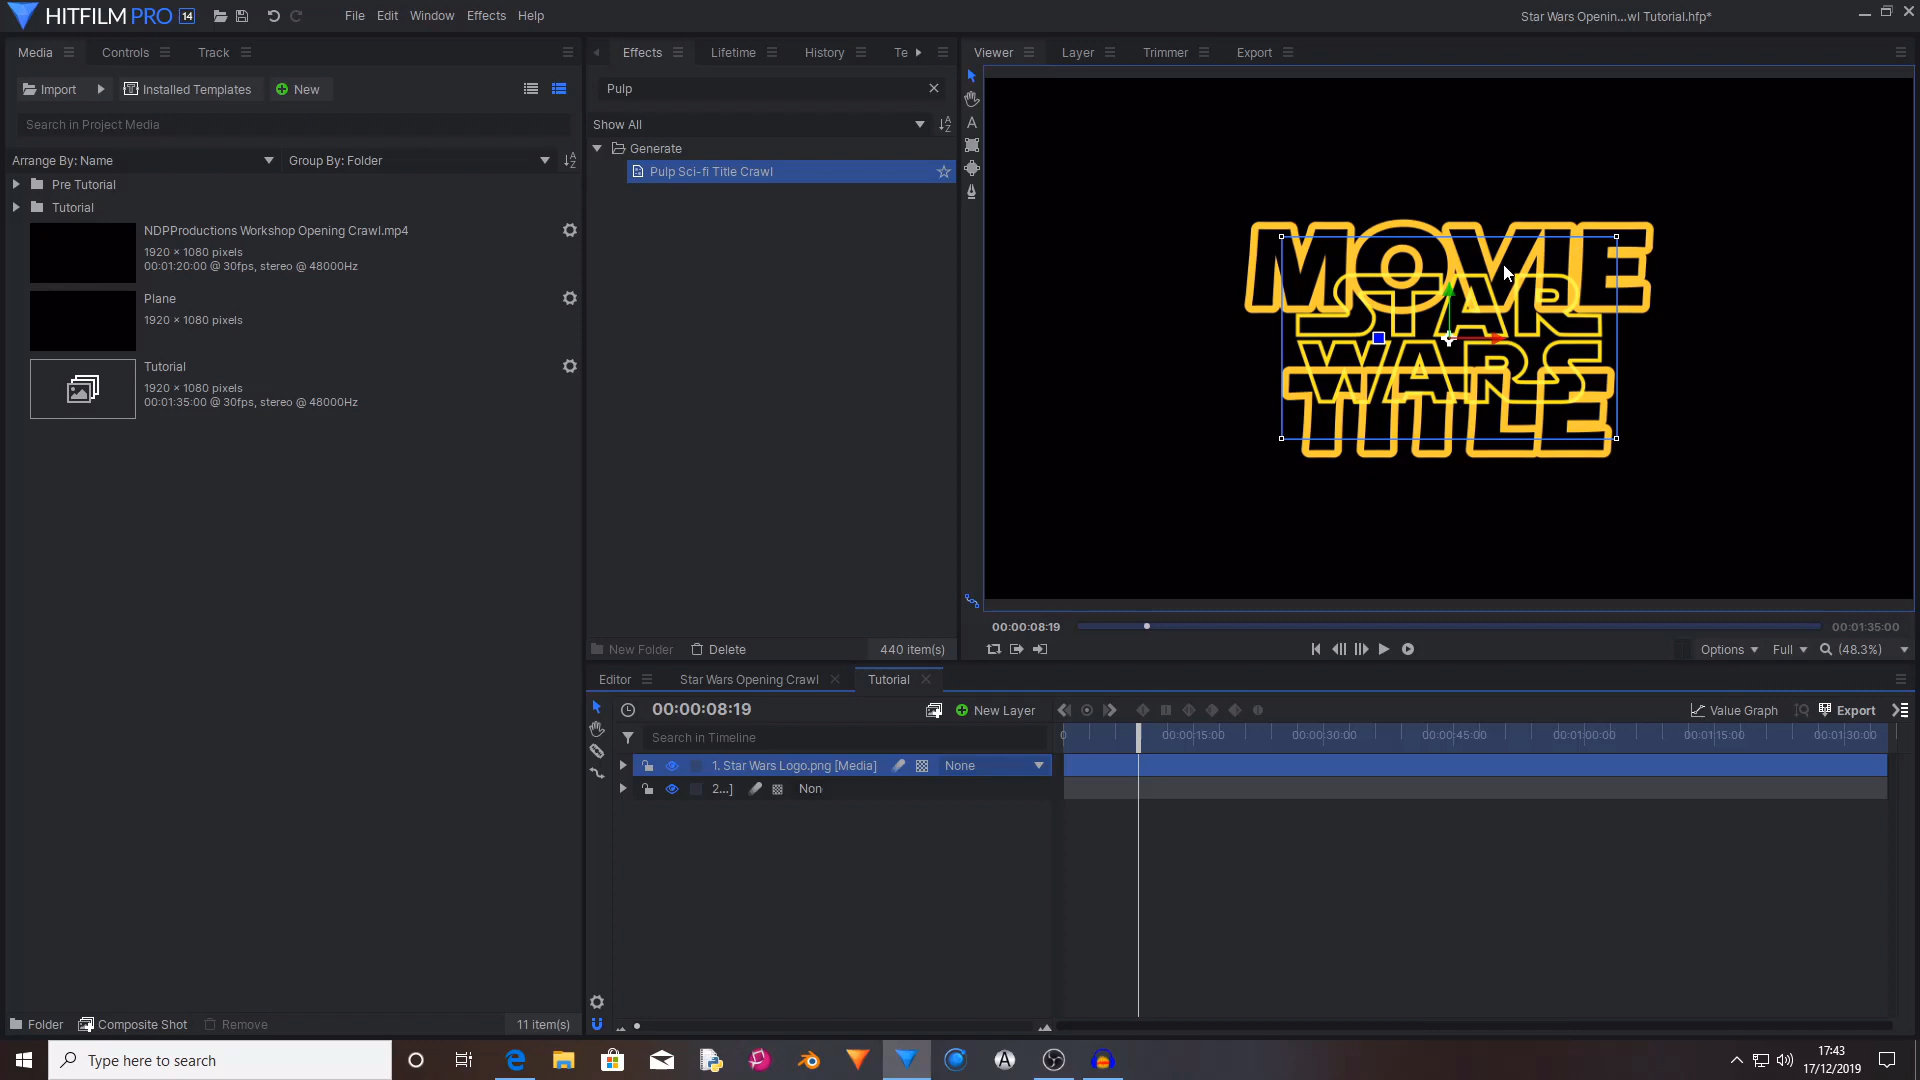 HITFILM PRO 14 File Edit Window Effects Help Star Wars Openin...wl Tutorial.hfp*
Media Controls Track
Import Installed Templates New
Search in Project Media
Arrange By: Name Group By: Folder
Pre Tutorial
Tutorial
NDPProductions Workshop Opening Crawl.mp4
1920 × 1080 pixels
00:01:20:00 @ 30fps, stereo @ 48000Hz
Plane
1920 × 1080 pixels
Tutorial
1920 × 1080 pixels
00:01:35:00 @ 30fps, stereo @ 48000Hz
Folder Composite Shot Remove 11 item(s)
Effects Lifetime History Te
Pulp
Show All
Generate
Pulp Sci-fi Title Crawl
New Folder Delete 440 item(s)
Viewer Layer Trimmer Export
A
MOVIE
STAR
WARS
TITLE
00:00:08:19 00:01:35:00
Options Full (48.3%)
Editor Star Wars Opening Crawl Tutorial
00:00:08:19 New Layer Value Graph Export
Search in Timeline
0 00:00:15:00 00:00:30:00 00:00:45:00 00:01:00:00 00:01:15:00 00:01:30:00
1. Star Wars Logo.png [Media] None
2...] Non
Type here to search
17:43
17/12/2019